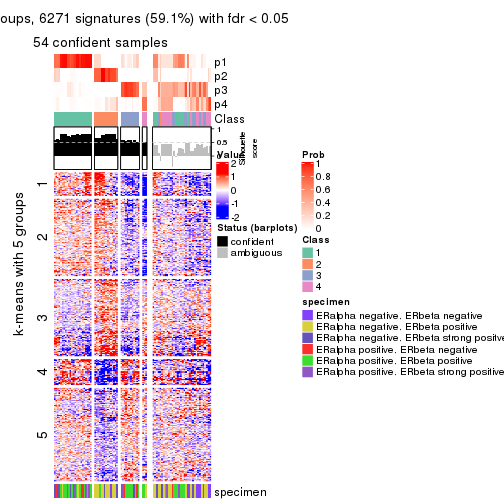 oups, 6271 signatures (59.1%) with fdr < 0.05
54 confident samples
p1
p2
p3
p4
Class
1
0.5
0
Silhouette
score
Value
2
1
0
-1
-2
Prob
1
0.8
0.6
0.4
0.2
0
Status (barplots)
confident
ambiguous
Class
1
2
3
4
specimen
ERalpha negative. ERbeta negative
ERalpha negative. ERbeta positive
ERalpha negative. ERbeta strong positive
ERalpha positive. ERbeta negative
ERalpha positive. ERbeta positive
ERalpha positive. ERbeta strong positive
k-means with 5 groups
1
2
3
4
5
specimen